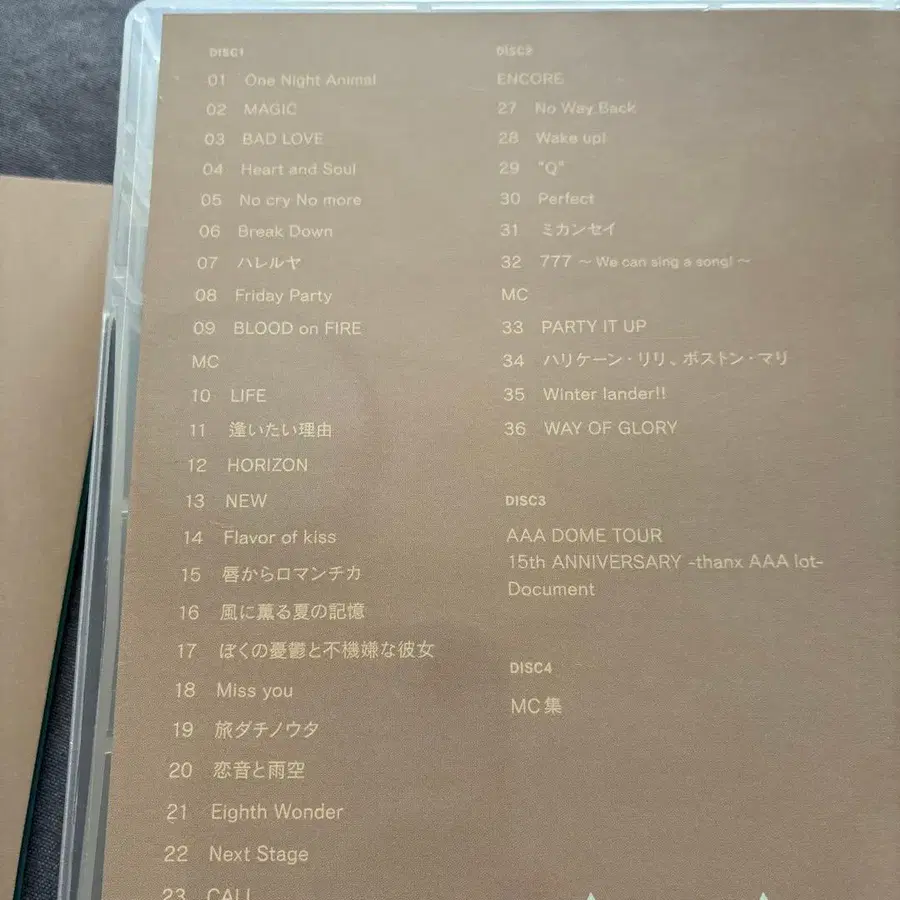 DISC1
01 One Night Animal
02 MAGIC
03 BAD LOVE
04 Heart and Soul
05 No cry No more
06 Break Down
07 ハレルヤ
08 Friday Party
09 BLOOD on FIRE
MC
10 LIFE
11 逢いたい理由
12 HORIZON
13 NEW
14 Flavor of kiss
15 唇からロマンチカ
16 風に薫る夏の記憶
17 ぼくの憂鬱と不機嫌な彼女
18 Miss you
19 旅ダチノウタ
20 恋音と雨空
21 Eighth Wonder
22 Next Stage
23 CALL
DISC2
ENCORE
27 No Way Back
28 Wake up!
29 "Q"
30 Perfect
31 ミカンセイ
32 777 ～ We can sing a song! ～
MC
33 PARTY IT UP
34 ハリケーン・リリ、ボストン・マリ
35 Winter lander!!
36 WAY OF GLORY
DISC3
AAA DOME TOUR
15th ANNIVERSARY -thanx AAA lot-
Document
DISC4
MC集